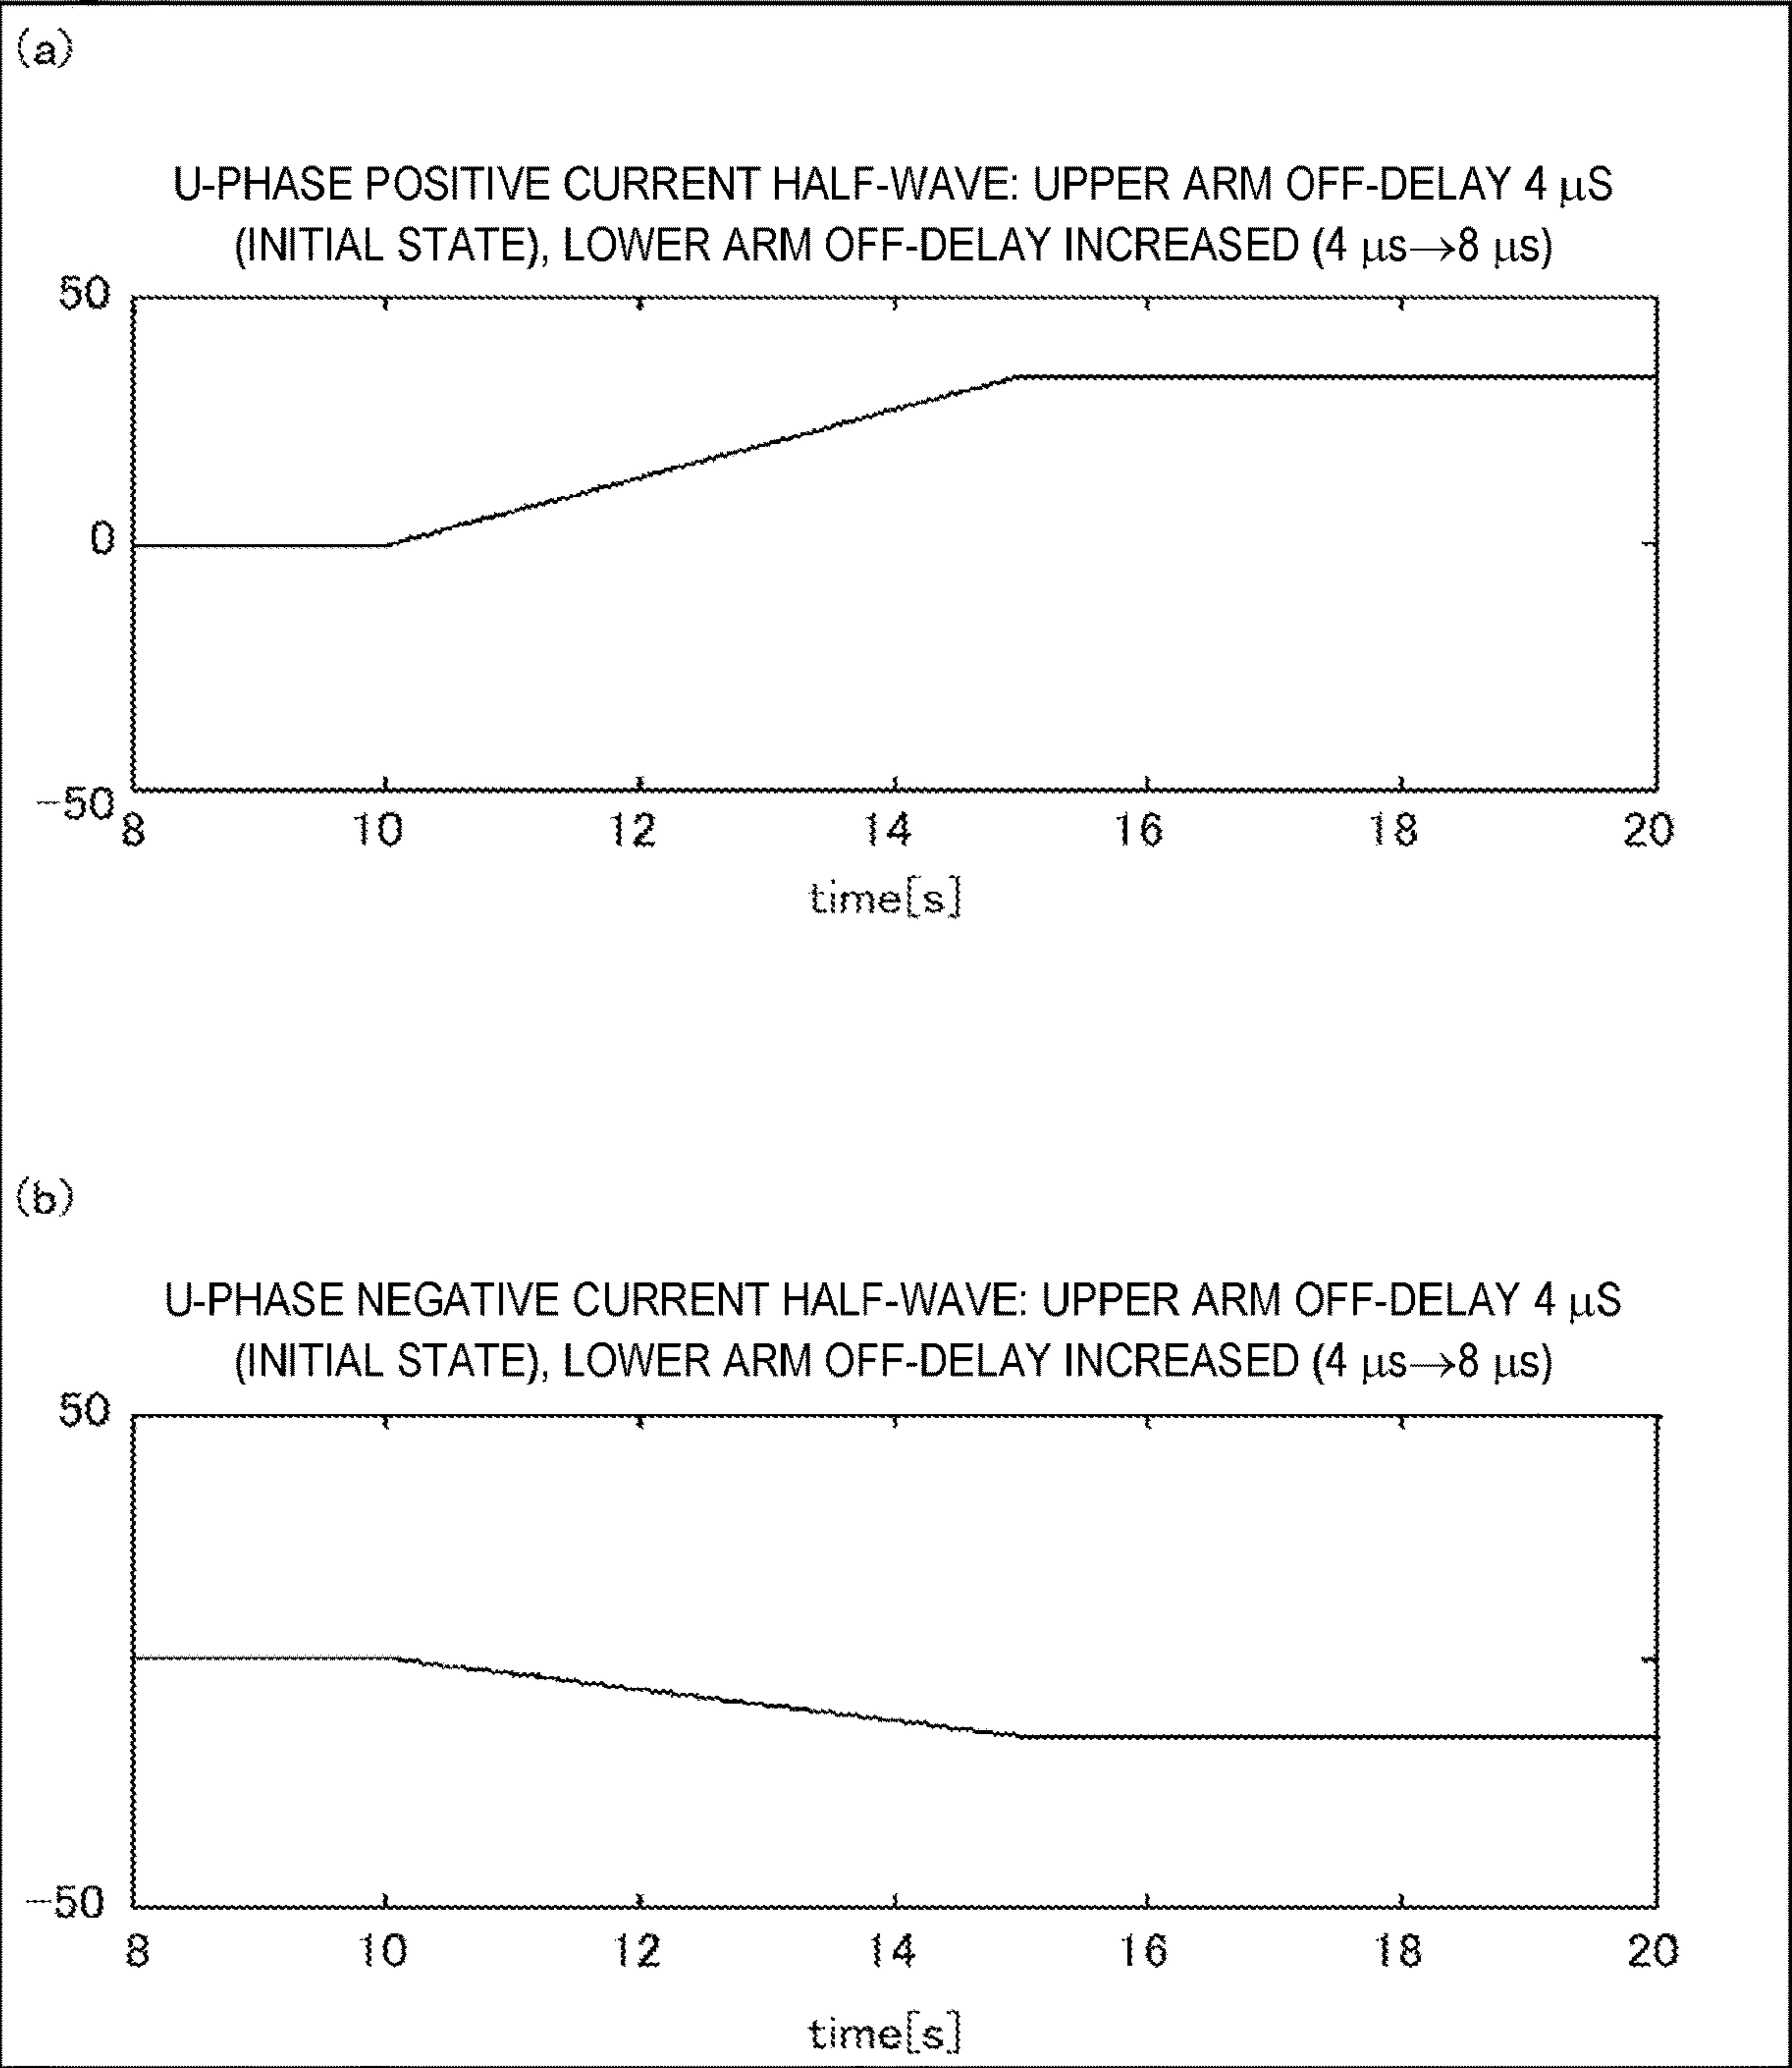 (a)
U-PHASE POSITIVE CURRENT HALF-WAVE: UPPER ARM OFF-DELAY 4 μS
(INITIAL STATE), LOWER ARM OFF-DELAY INCREASED (4 μs→8 μs)
50
0
-50
8 10 12 14 16 18 20
time[s]
(b)
U-PHASE NEGATIVE CURRENT HALF-WAVE: UPPER ARM OFF-DELAY 4 μS
(INITIAL STATE), LOWER ARM OFF-DELAY INCREASED (4 μs→8 μs)
50
-50
8 10 12 14 16 18 20
time[s]